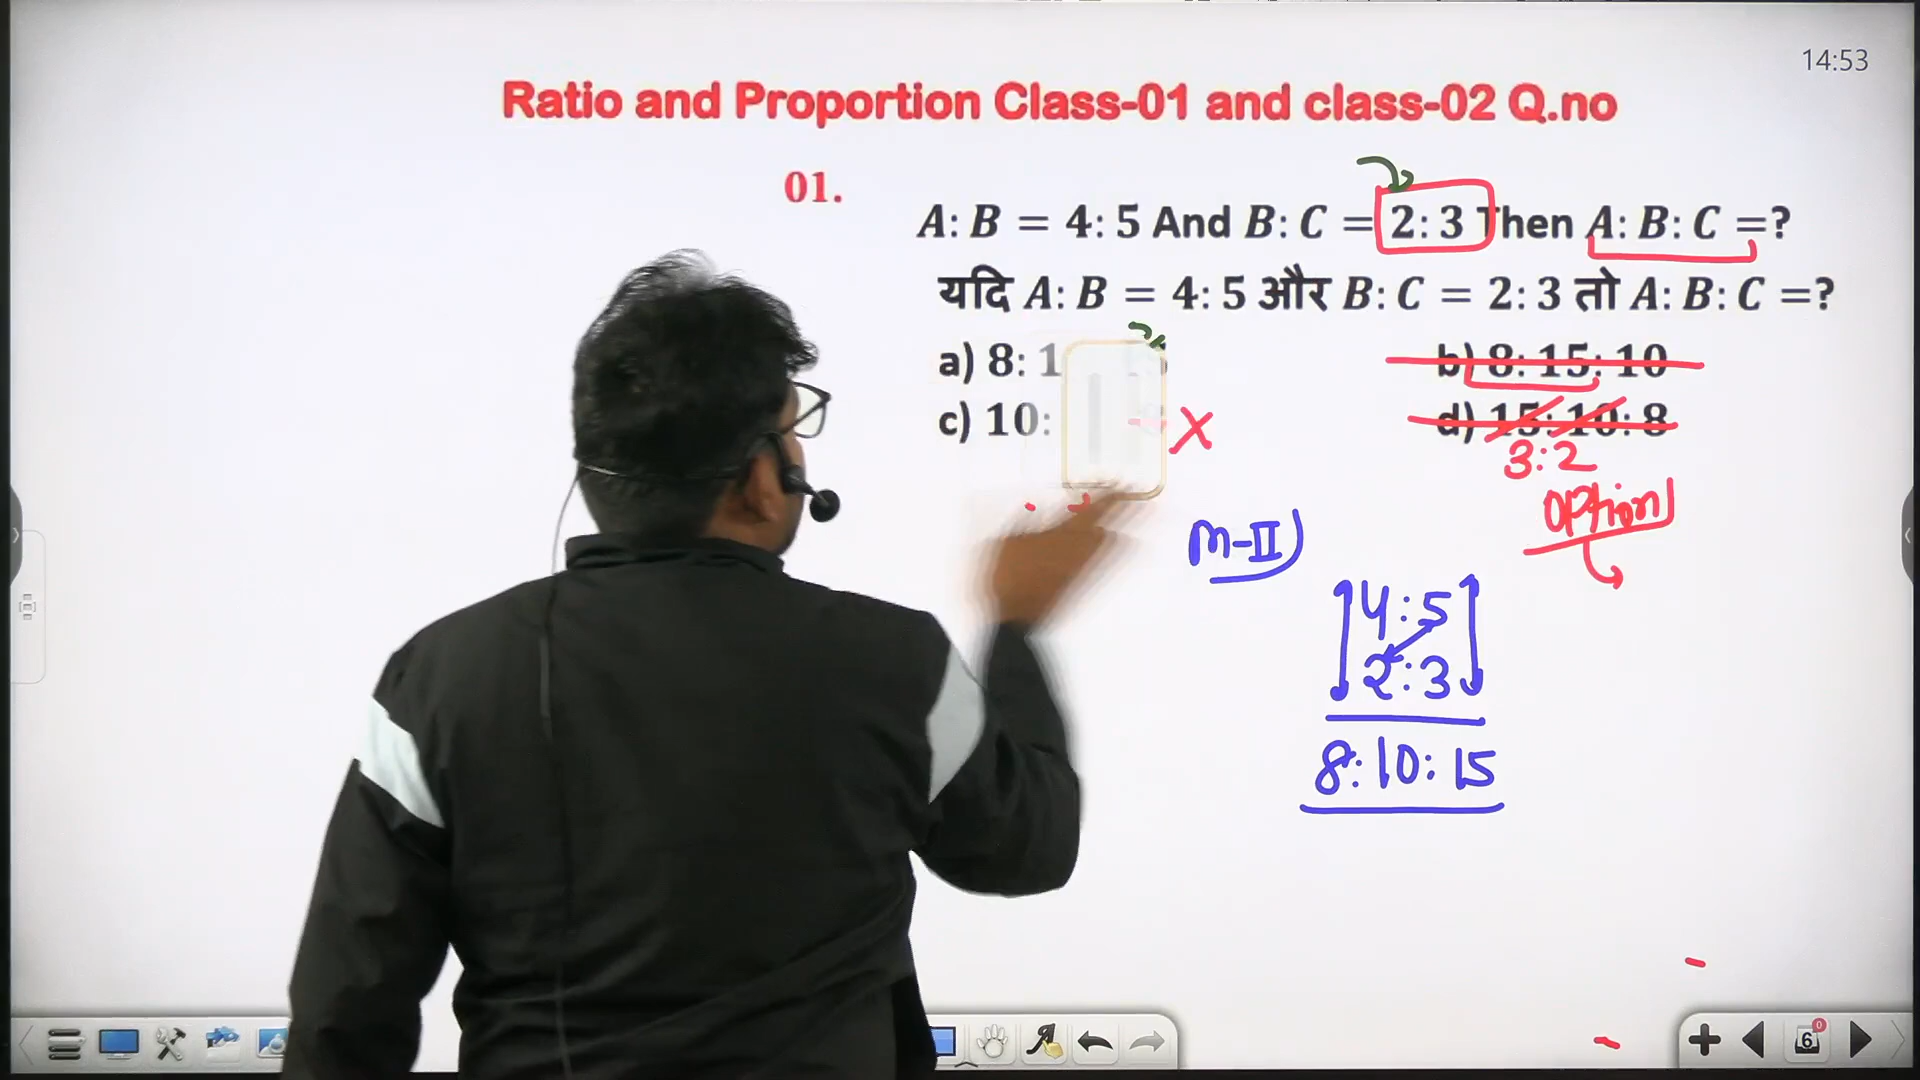 14:53
Ratio and Proportion Class-01 and class-02 Q.no
01.
A: B = 4: 5 And B: C = 2: 3 Then A: B: C =?
यदि A: B = 4: 5 और B: C = 2: 3 तो A: B: C =?
a) 8: 1
b) 8: 15: 10
c) 10:
X
d) 15: 10: 8
3:2
option
M-II)
4:5
2:3
8:10:15
6
0